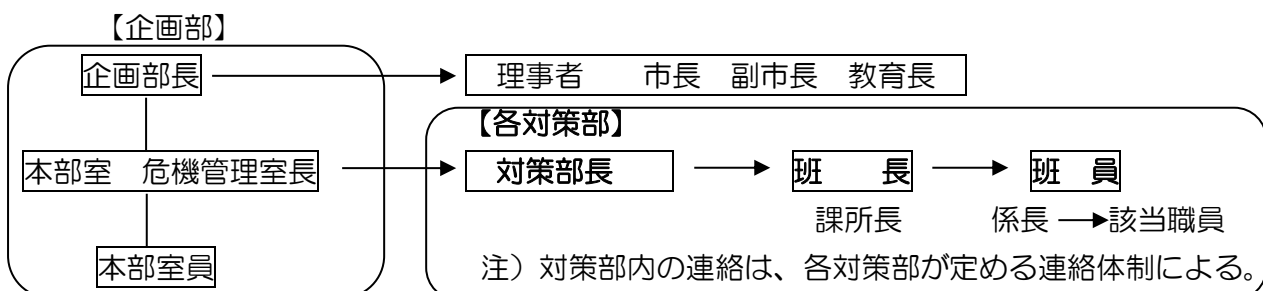 【企画部】
企画部長 → 理事者　市長　副市長　教育長
【各対策部】
本部室　危機管理室長 → 対策部長 → 班　長 → 班　員
課所長　係長 → 該当職員
本部室員
注）対策部内の連絡は、各対策部が定める連絡体制による。